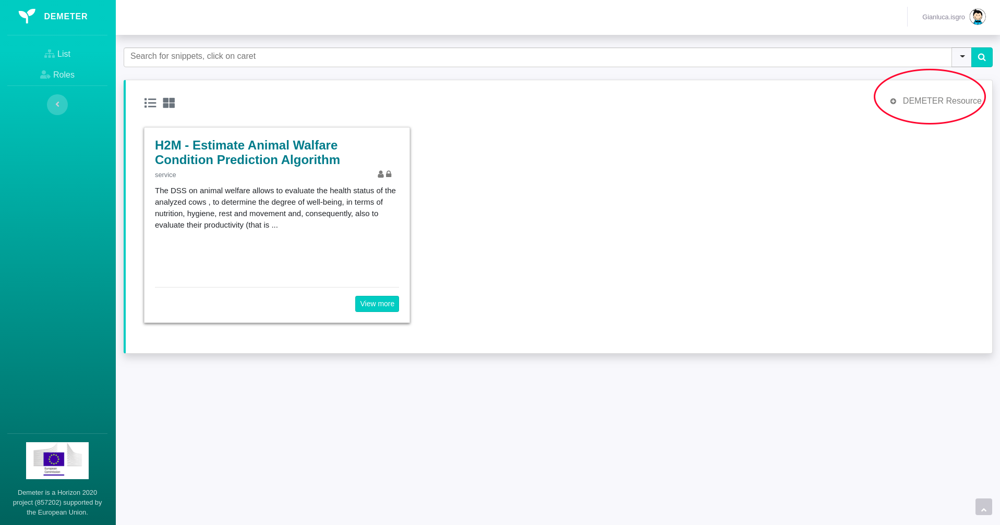 DEMETER
List
Roles
Gianluca.isgro
Search for snippets, click on caret
DEMETER Resource
H2M - Estimate Animal Walfare
Condition Prediction Algorithm
service
The DSS on animal welfare allows to evaluate the health status of the
analyzed cows , to determine the degree of well-being, in terms of
nutrition, hygiene, rest and movement and, consequently, also to
evaluate their productivity (that is ...
View more
European
Commission
Demeter is a Horizon 2020
project (857202) supported by
the European Union.